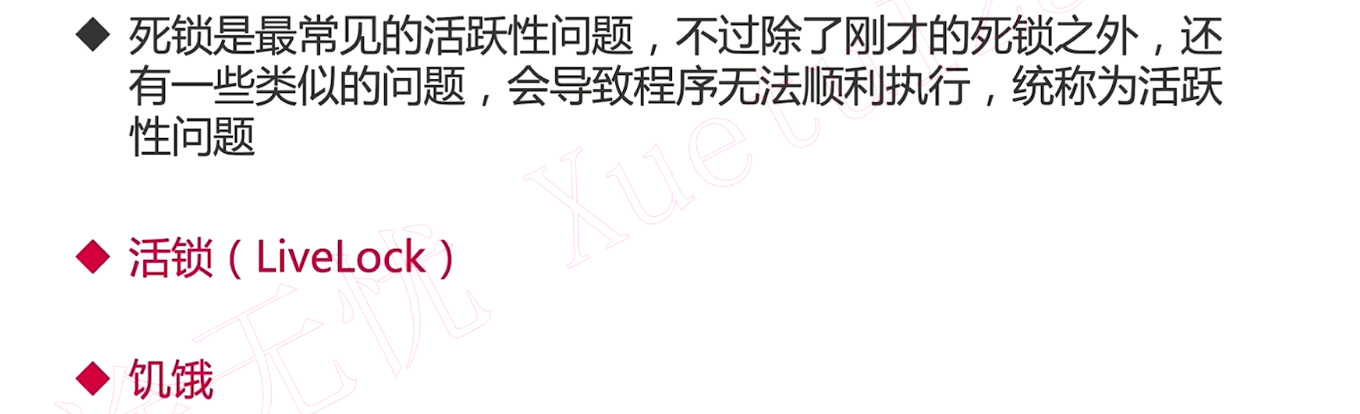 死锁是最常见的活跃性问题，不过除了刚才的死锁之外，还
有一些类似的问题，会导致程序无法顺利执行，统称为活跃
性问题
活锁（LiveLock）
饥饿